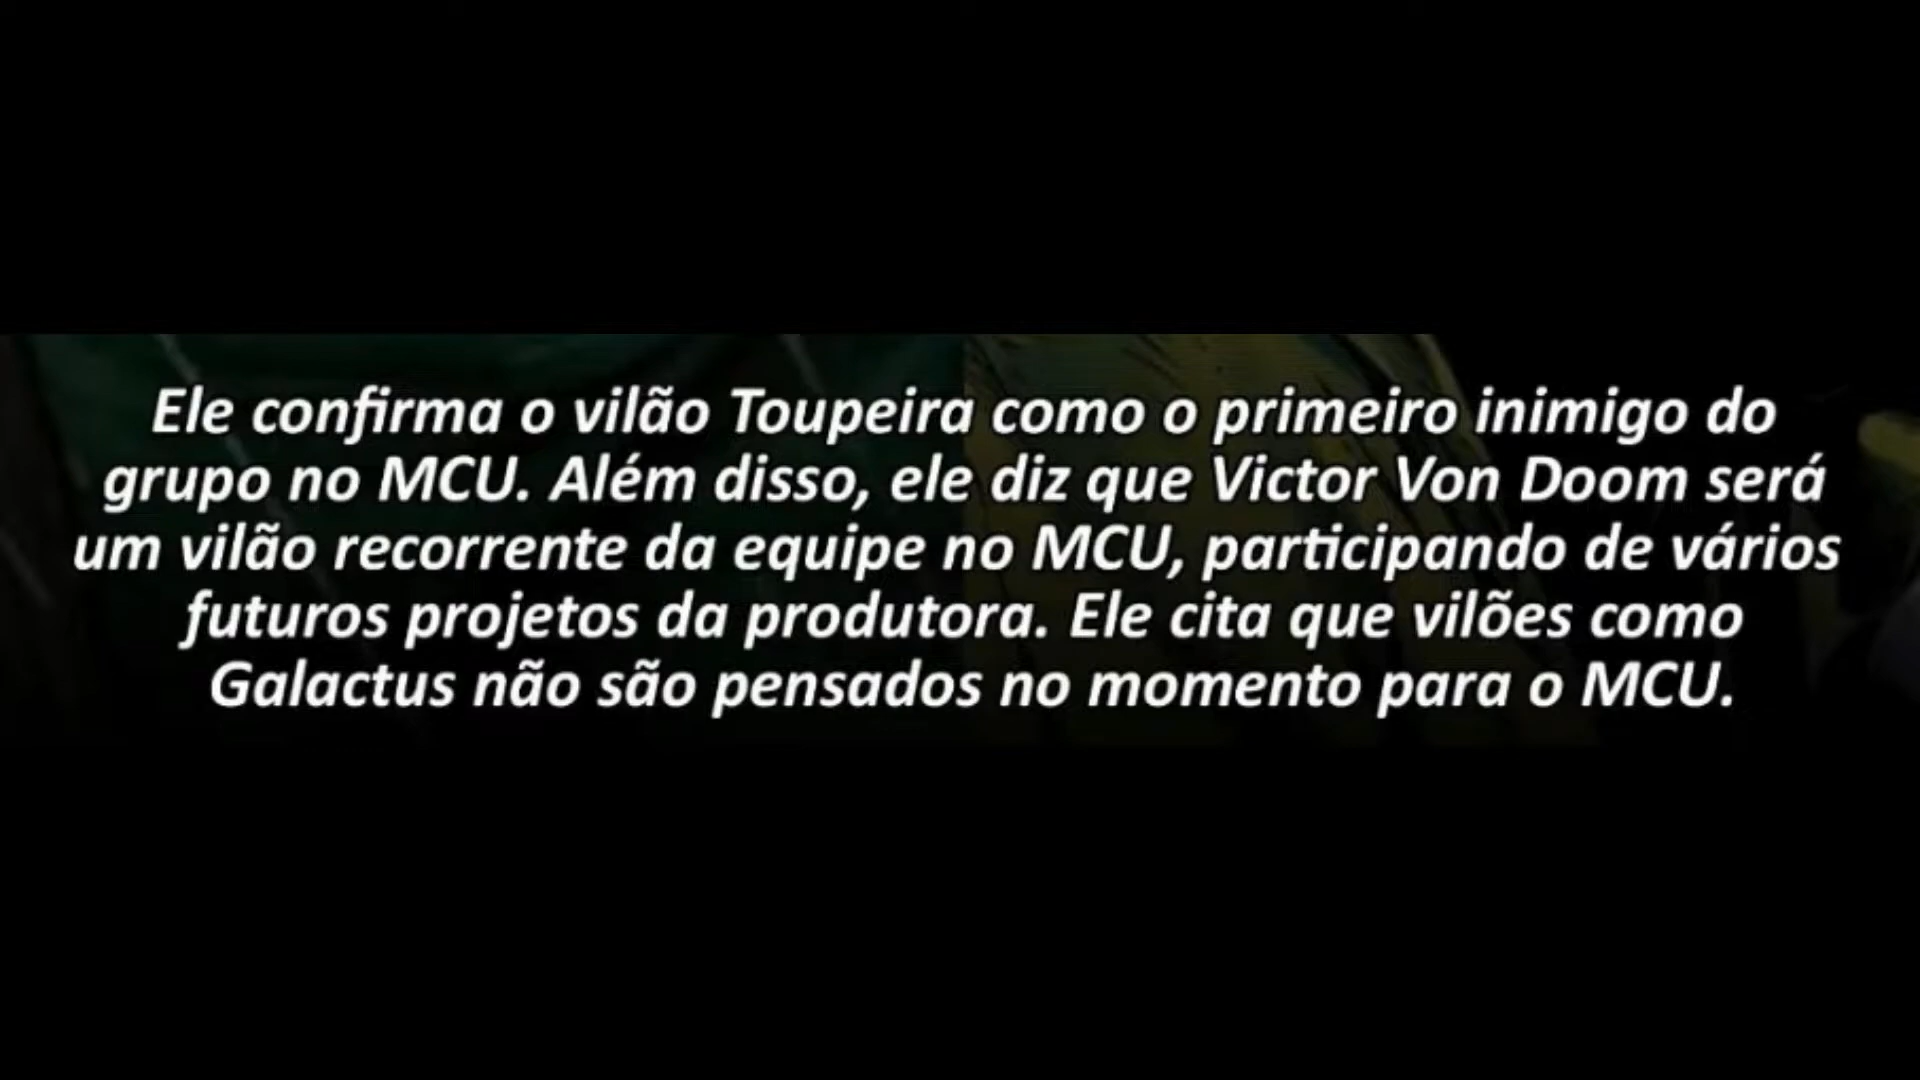 Ele confirma o vilão Toupeira como o primeiro inimigo do
grupo no MCU. Além disso, ele diz que Victor Von Doom será
um vilão recorrente da equipe no MCU, participando de vários
futuros projetos da produtora. Ele cita que vilões como
Galactus não são pensados no momento para o MCU.